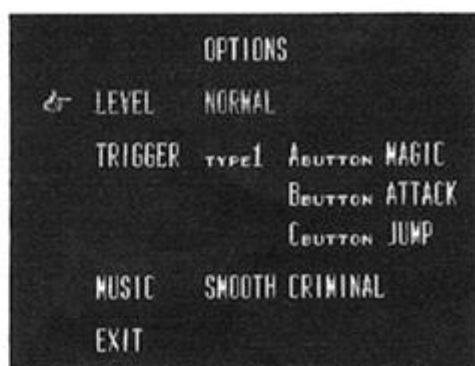 OPTIONS
LEVEL NORMAL
TRIGGER TYPE1 ABUTTON MAGIC
BBUTTON ATTACK
CBUTTON JUMP
MUSIC SMOOTH CRIMINAL
EXIT